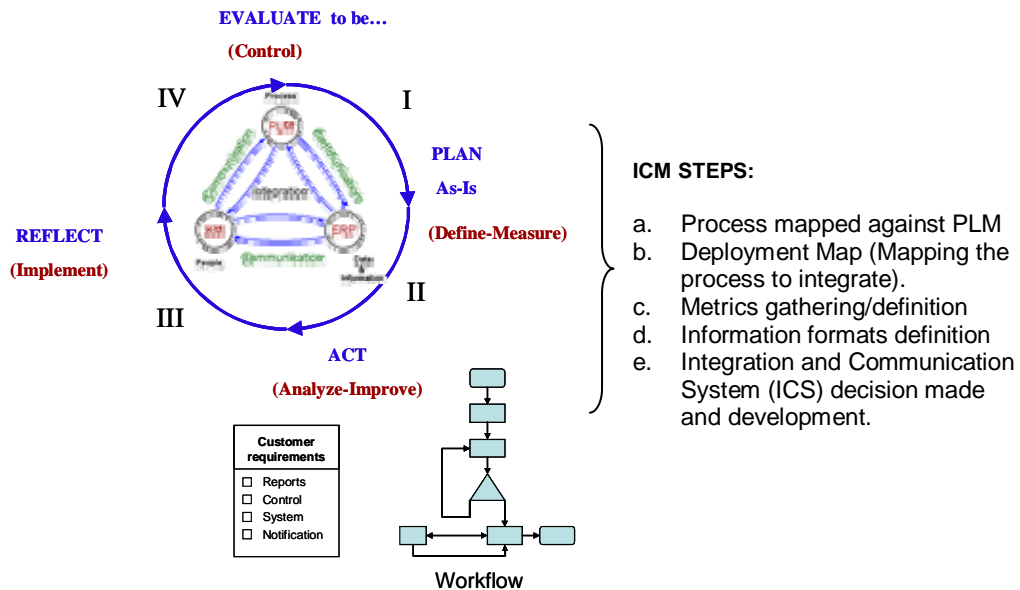 EVALUATE to be…
(Control)
IV
I
Process
PLM
Integration
ERP
People
Communication
Data
&
Information
PLAN
As-Is
(Define-Measure)
REFLECT
(Implement)
II
III
ACT
(Analyze-Improve)
ICM STEPS:
a. Process mapped against PLM
b. Deployment Map (Mapping the
process to integrate).
c. Metrics gathering/definition
d. Information formats definition
e. Integration and Communication
System (ICS) decision made
and development.
Customer
requirements
Reports
Control
System
Notification
Workflow